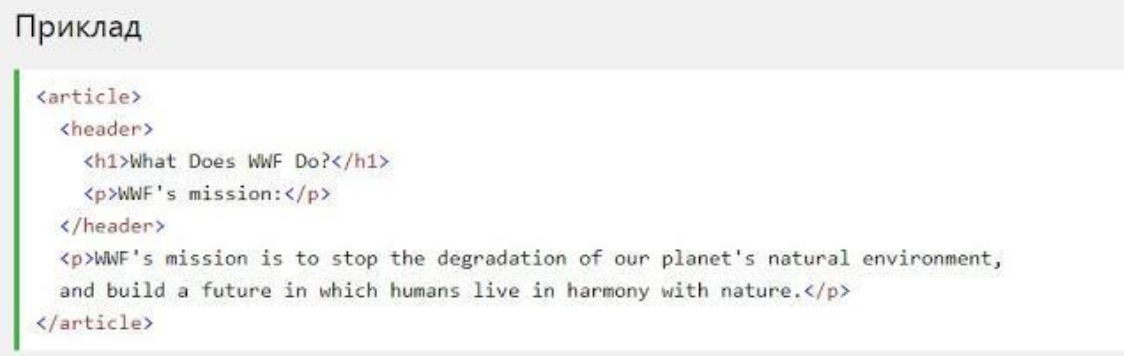 Приклад
<article>
  <header>
    <h1>What Does WWF Do?</h1>
    <p>WWF's mission:</p>
  </header>
  <p>WWF's mission is to stop the degradation of our planet's natural environment,
  and build a future in which humans live in harmony with nature.</p>
</article>